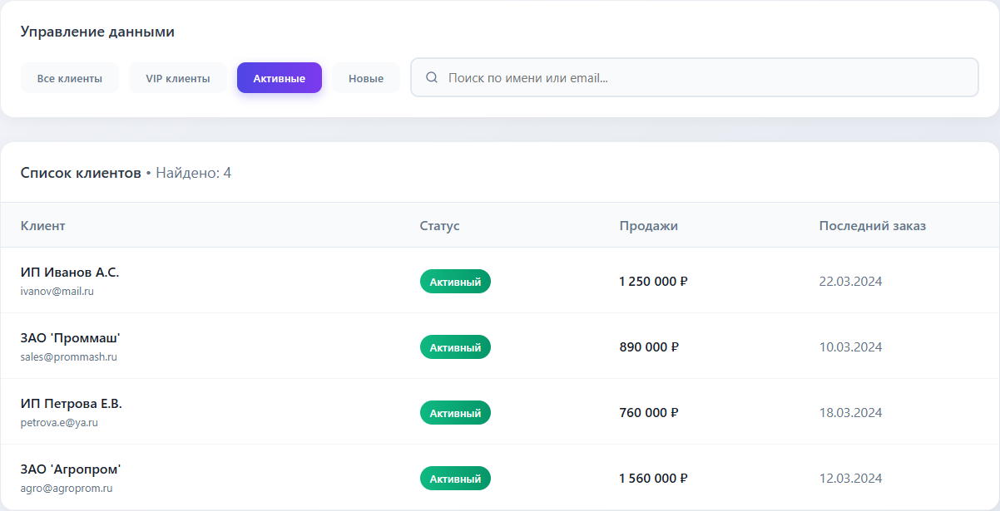 Управление данными
Все клиенты VIP клиенты Активные Новые Поиск по имени или email...
Список клиентов • Найдено: 4
Клиент Статус Продажи Последний заказ
ИП Иванов А.С.
ivanov@mail.ru
Активный 1 250 000 ₽ 22.03.2024
ЗАО 'Проммаш'
sales@prommash.ru
Активный 890 000 ₽ 10.03.2024
ИП Петрова Е.В.
petrova.e@ya.ru
Активный 760 000 ₽ 18.03.2024
ЗАО 'Агропром'
agro@agroprom.ru
Активный 1 560 000 ₽ 12.03.2024